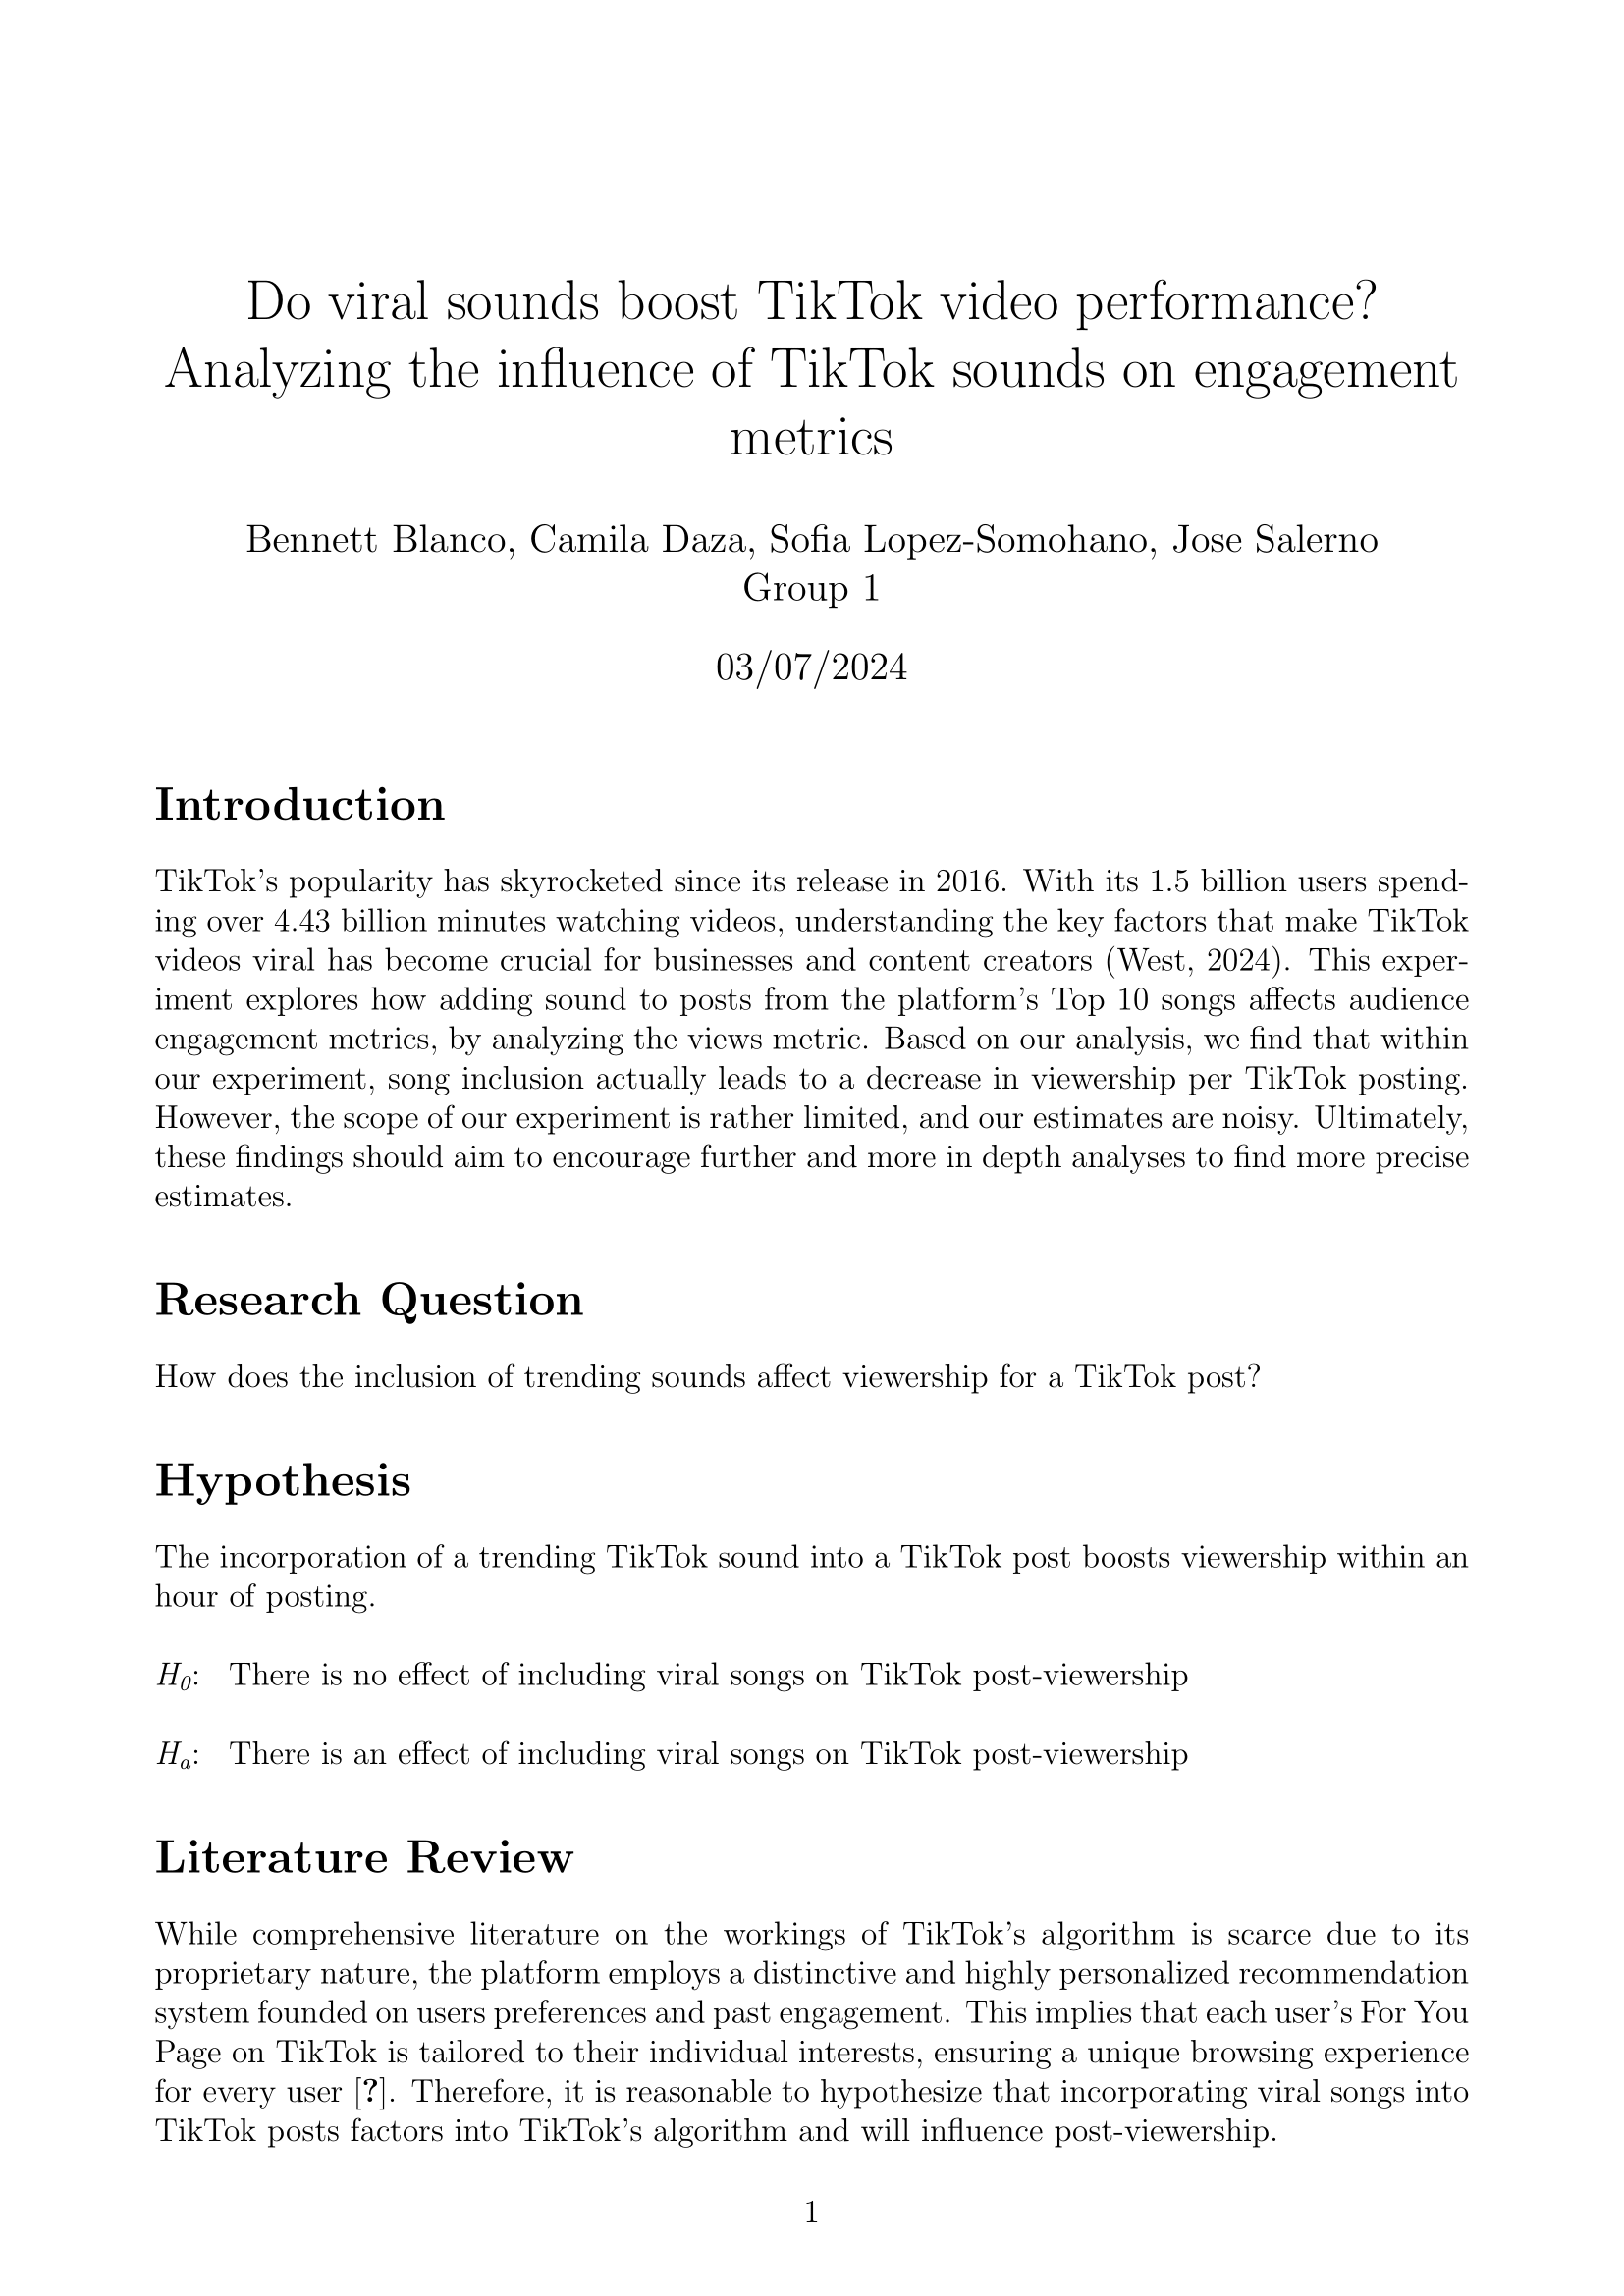 Do viral sounds boost TikTok video performance?
Analyzing the influence of TikTok sounds on engagement
metrics
Bennett Blanco, Camila Daza, Sofia Lopez-Somohano, Jose Salerno
Group 1
03/07/2024
Introduction
TikTok's popularity has skyrocketed since its release in 2016. With its 1.5 billion users spend-
ing over 4.43 billion minutes watching videos, understanding the key factors that make TikTok
videos viral has become crucial for businesses and content creators (West, 2024). This exper-
iment explores how adding sound to posts from the platform's Top 10 songs affects audience
engagement metrics, by analyzing the views metric. Based on our analysis, we find that within
our experiment, song inclusion actually leads to a decrease in viewership per TikTok posting.
However, the scope of our experiment is rather limited, and our estimates are noisy. Ultimately,
these findings should aim to encourage further and more in depth analyses to find more precise
estimates.
Research Question
How does the inclusion of trending sounds affect viewership for a TikTok post?
Hypothesis
The incorporation of a trending TikTok sound into a TikTok post boosts viewership within an
hour of posting.
H0: There is no effect of including viral songs on TikTok post-viewership
Ha: There is an effect of including viral songs on TikTok post-viewership
Literature Review
While comprehensive literature on the workings of TikTok's algorithm is scarce due to its
proprietary nature, the platform employs a distinctive and highly personalized recommendation
system founded on users preferences and past engagement. This implies that each user's For You
Page on TikTok is tailored to their individual interests, ensuring a unique browsing experience
for every user [?]. Therefore, it is reasonable to hypothesize that incorporating viral songs into
TikTok posts factors into TikTok's algorithm and will influence post-viewership.
1